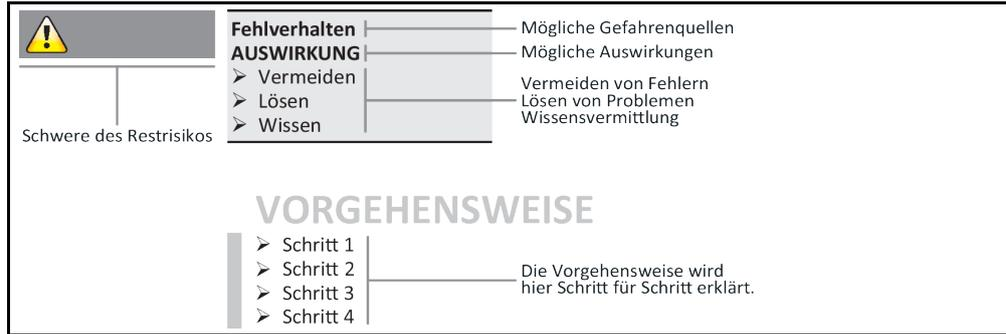 Fehlverhalten
Mögliche Gefahrenquellen
AUSWIRKUNG
Mögliche Auswirkungen
➢ Vermeiden
➢ Lösen
➢ Wissen
Vermeiden von Fehlern
Lösen von Problemen
Wissensvermittlung
Schwere des Restrisikos
VORGEHENSWEISE
➢ Schritt 1
➢ Schritt 2
➢ Schritt 3
➢ Schritt 4
Die Vorgehensweise wird
hier Schritt für Schritt erklärt.